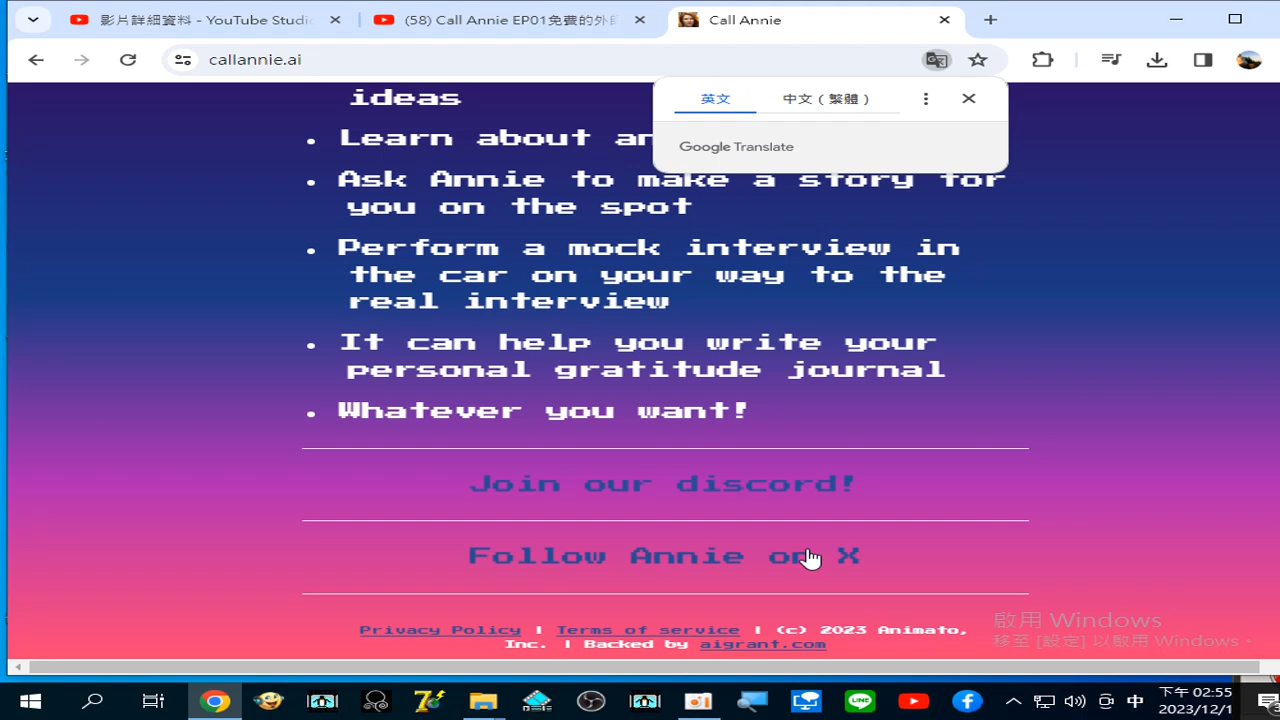 影片詳細資料 - YouTube Studi
(58) Call Annie EP01免費的外
Call Annie
callannie.ai
英文
中文（繁體）
Google Translate
ideas
Learn about an
Ask Annie to make a story for
you on the spot
Perform a mock interview in
the car on your way to the
real interview
It can help you write your
personal gratitude journal
Whatever you want!
Join our discord!
Follow Annie on X
Privacy Policy | Terms of service | (c) 2023 Animato,
Inc. | Backed by aigrant.com
啟用 Windows
移至 [設定] 以啟用 Windows。
中
下午 02:55
2023/12/1